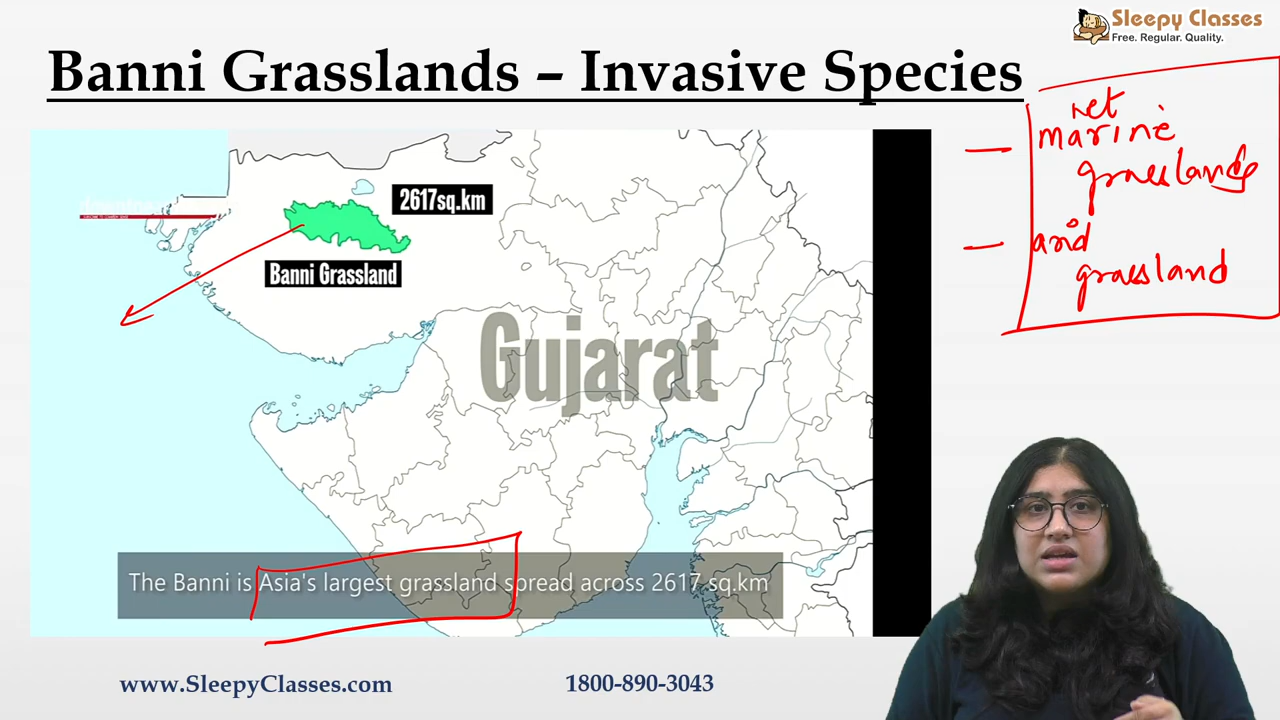 Sleepy Classes
Free. Regular. Quality.
Banni Grasslands – Invasive Species
wet
— marine
grasslands
— arid
grassland
2617sq.km
Banni Grassland
Gujarat
The Banni is Asia's largest grassland spread across 2617 sq.km
www.SleepyClasses.com
1800-890-3043